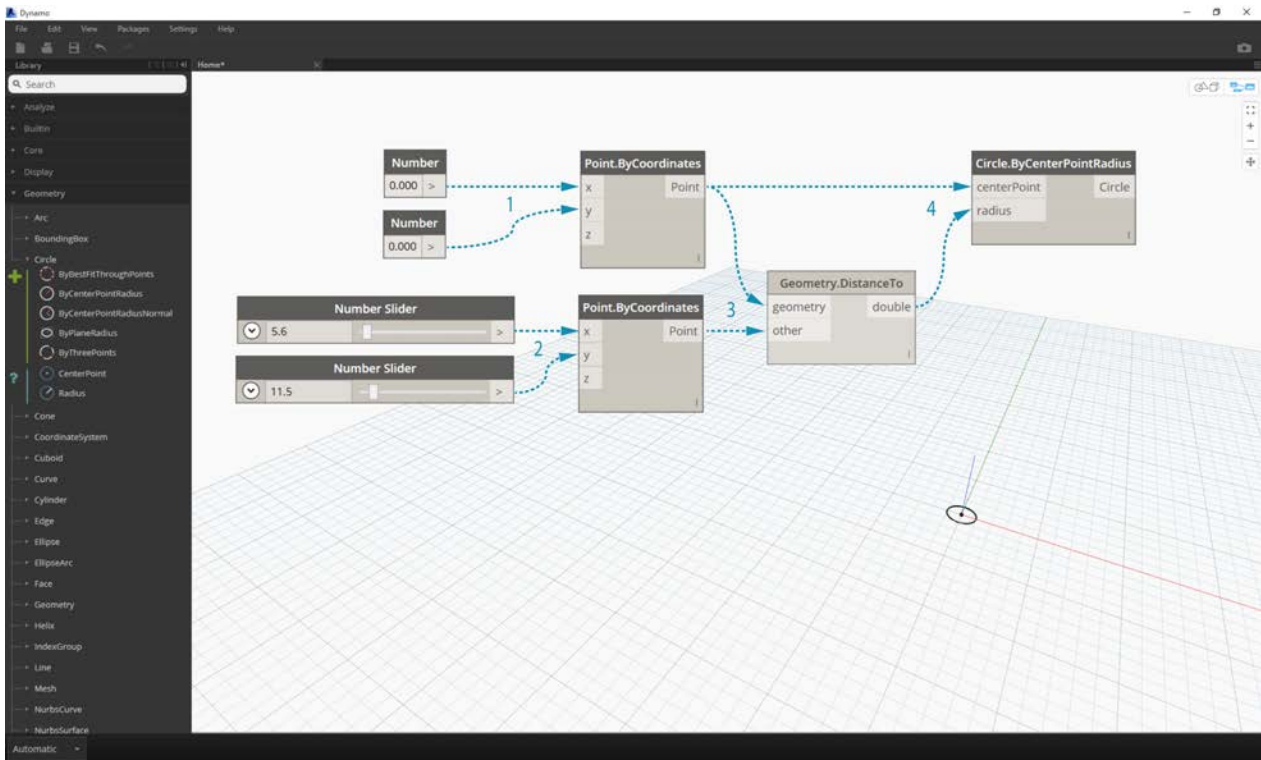 Dynamo
File Edit View Packages Settings Help
Library
Home*
Search
Analyze
BuiltIn
Core
Display
Geometry
Arc
BoundingBox
Circle
ByBestFitThroughPoints
ByCenterPointRadius
ByCenterPointRadiusNormal
ByPlaneRadius
ByThreePoints
? CenterPoint
Radius
Cone
CoordinateSystem
Cuboid
Curve
Cylinder
Edge
Ellipse
EllipseArc
Face
Geometry
Helix
IndexGroup
Line
Mesh
NurbsCurve
NurbsSurface
Automatic
Number
0.000 >
Number
0.000 >
1
Point.ByCoordinates
x Point
y
z
Number Slider
5.6 >
Number Slider
11.5 >
2
Point.ByCoordinates
x Point
y
z
3
Geometry.DistanceTo
geometry double
other
4
Circle.ByCenterPointRadius
centerPoint Circle
radius